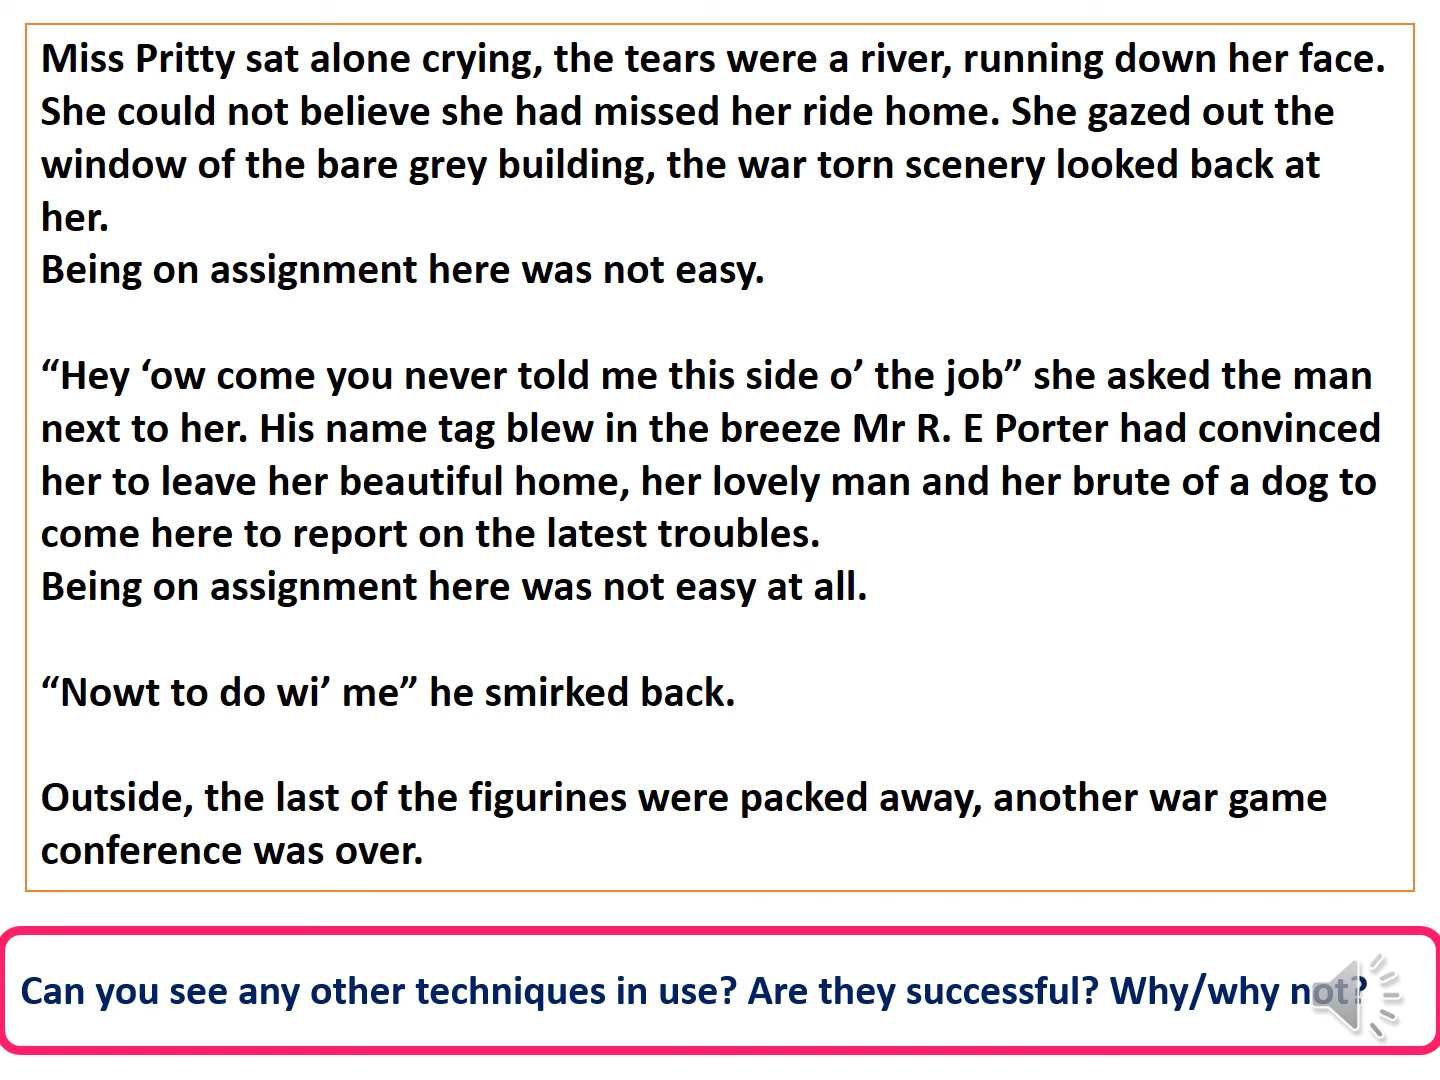 Miss Pritty sat alone crying, the tears were a river, running down her face.
She could not believe she had missed her ride home. She gazed out the
window of the bare grey building, the war torn scenery looked back at
her.
Being on assignment here was not easy.
“Hey ‘ow come you never told me this side o’ the job” she asked the man
next to her. His name tag blew in the breeze Mr R. E Porter had convinced
her to leave her beautiful home, her lovely man and her brute of a dog to
come here to report on the latest troubles.
Being on assignment here was not easy at all.
“Nowt to do wi’ me” he smirked back.
Outside, the last of the figurines were packed away, another war game
conference was over.
Can you see any other techniques in use? Are they successful? Why/why not?